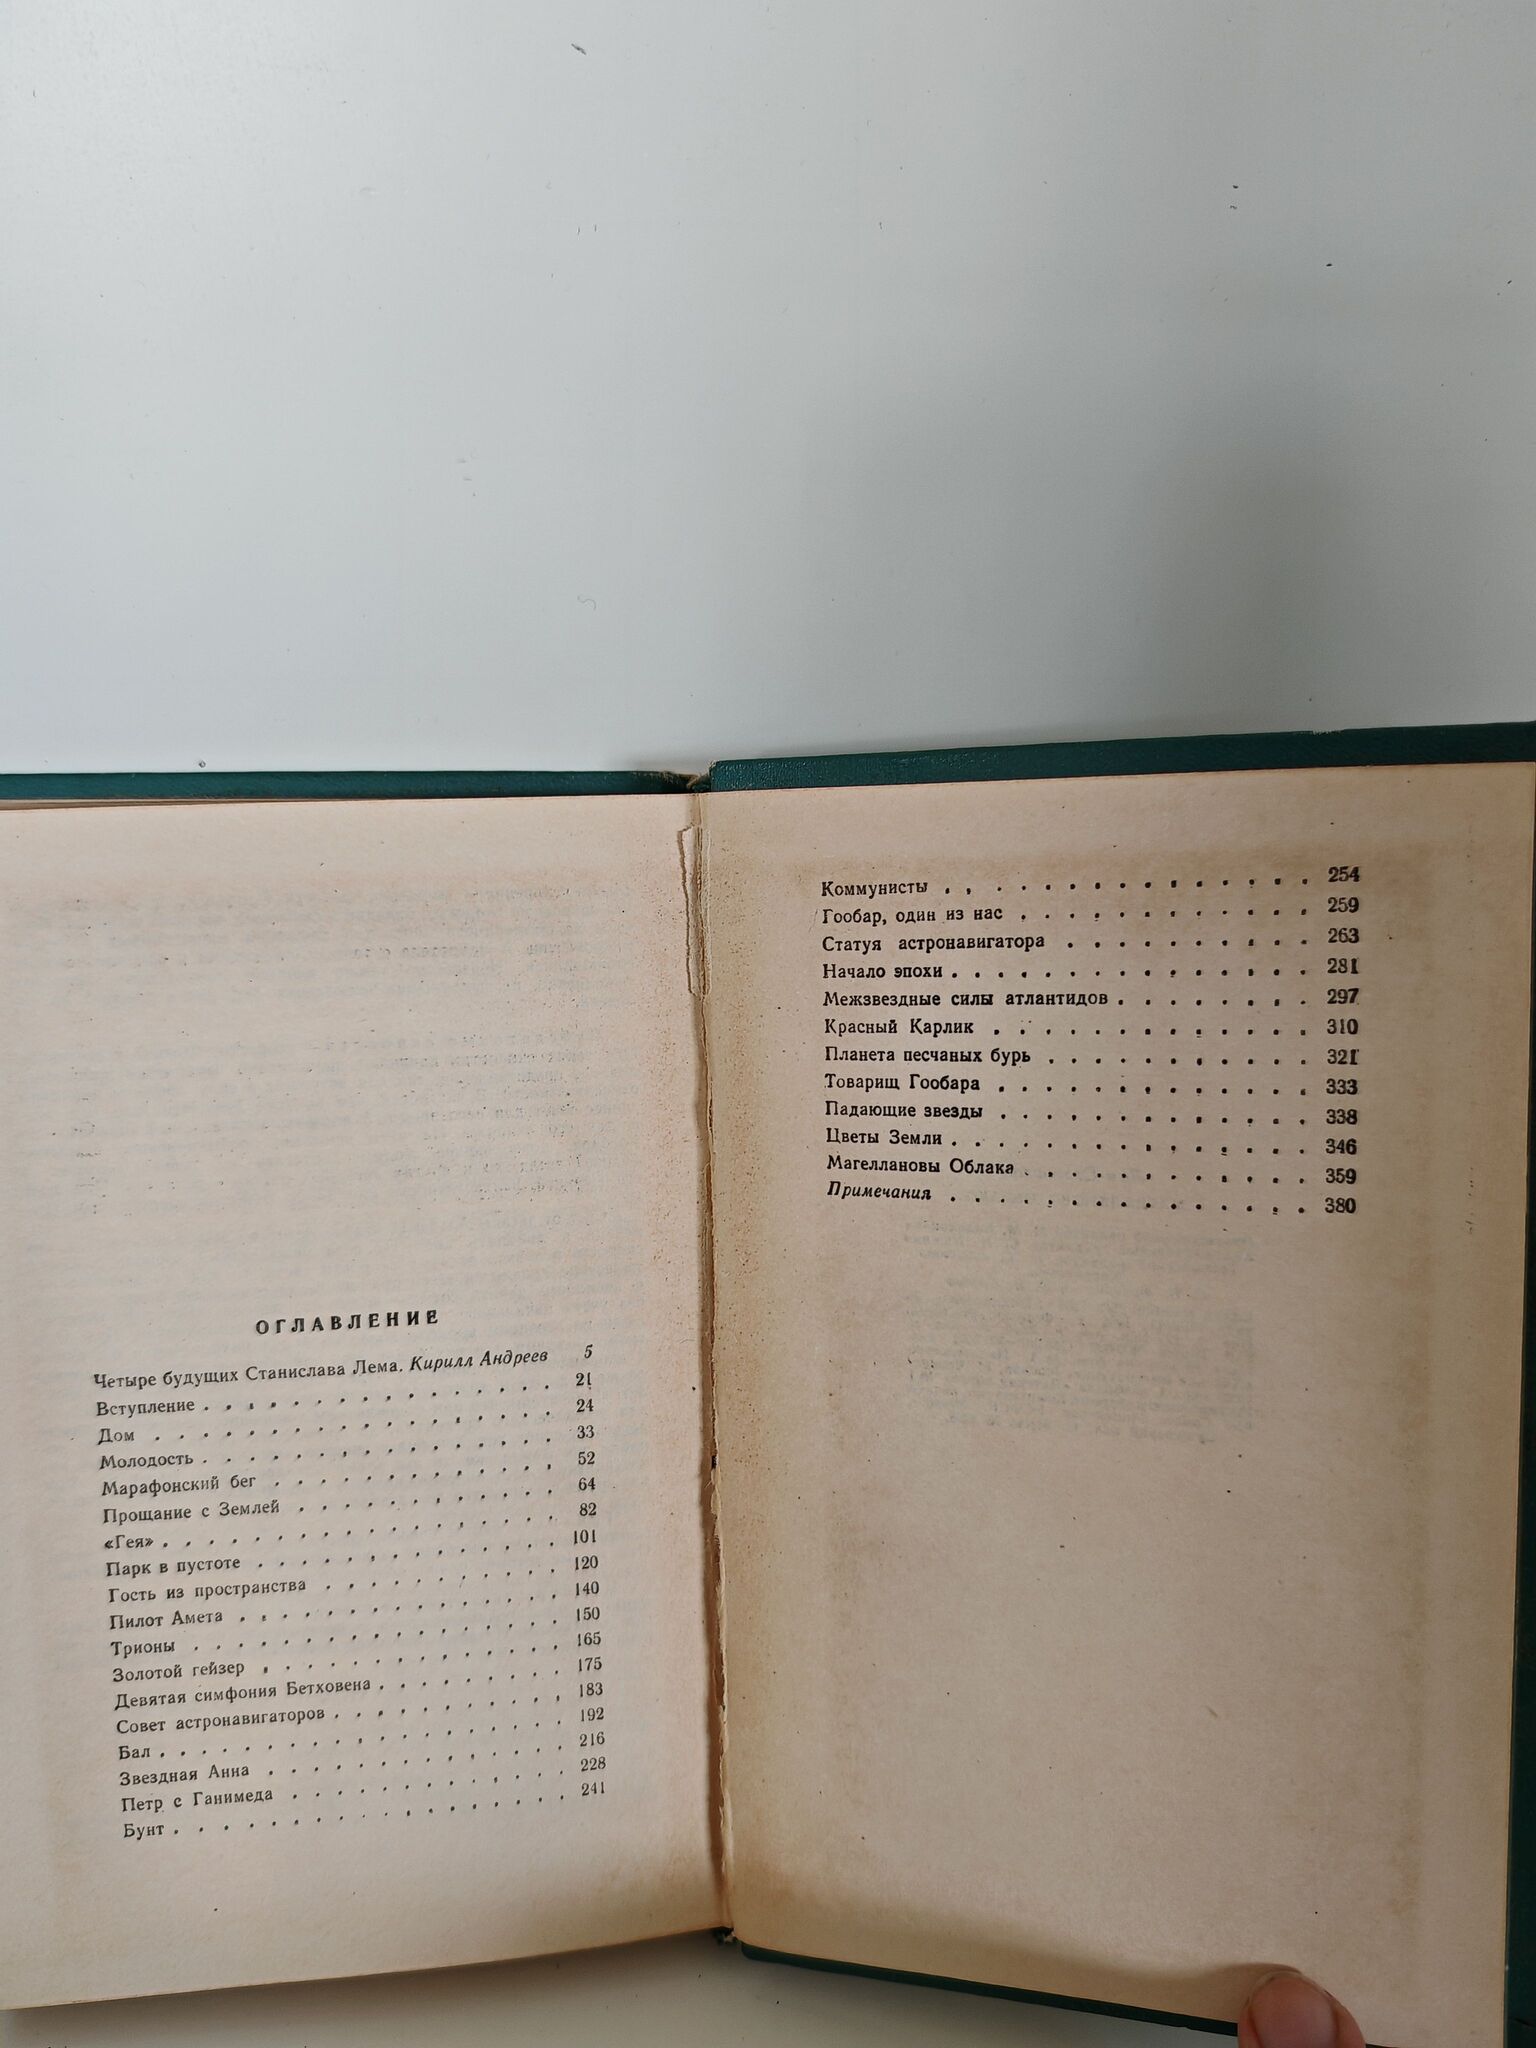 ОГЛАВЛЕНИЕ
Четыре будущих Станислава Лема. Кирилл Андреев 5
Вступление . . . . . . . . . . . . . . . . 21
Дом . . . . . . . . . . . . . . . . . . 24
Молодость . . . . . . . . . . . . . . . . 33
Марафонский бег . . . . . . . . . . . . . 52
Прощание с Землей . . . . . . . . . . . . 64
«Гея» . . . . . . . . . . . . . . . . . . 82
Парк в пустоте . . . . . . . . . . . . . . 101
Гость из пространства . . . . . . . . . . . 120
Пилот Амета . . . . . . . . . . . . . . . 140
Трионы . . . . . . . . . . . . . . . . . 150
Золотой гейзер . . . . . . . . . . . . . . 165
Девятая симфония Бетховена . . . . . . . . 175
Совет астронавигаторов . . . . . . . . . . 183
Бал . . . . . . . . . . . . . . . . . . 192
Звездная Анна . . . . . . . . . . . . . . 216
Петр с Ганимеда . . . . . . . . . . . . . 228
Бунт . . . . . . . . . . . . . . . . . . 241
Коммунисты . . . . . . . . . . . . . . . 254
Гообар, один из нас . . . . . . . . . . . . 259
Статуя астронавигатора . . . . . . . . . . 263
Начало эпохи . . . . . . . . . . . . . . . 281
Межзвездные силы атлантидов . . . . . . . . 297
Красный Карлик . . . . . . . . . . . . . 310
Планета песчаных бурь . . . . . . . . . . . 321
Товарищ Гообара . . . . . . . . . . . . . 333
Падающие звезды . . . . . . . . . . . . . 338
Цветы Земли . . . . . . . . . . . . . . . 346
Магеллановы Облака . . . . . . . . . . . . 359
Примечания . . . . . . . . . . . . . . . 380